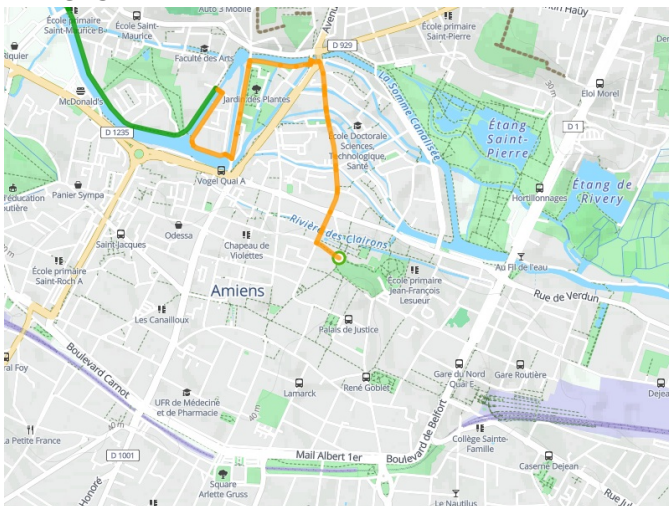 Auto 3 Mobile
École primaire
Saint-Maurice B
École Saint-
Maurice
Avenu
D 929
École primaire
Saint-Pierre
Haüy
Faculté des Arts
McDonald's
Jardin des Plantes
La Somme Canalisée
30 m
Eloi Morel
D 1235
École Doctorale
Sciences,
Technologique,
Santé
Étang
Saint-
Pierre
D 1
Vogel Quai A
Étang de
Rivery
Hortillonnages
Panier Sympa
Odessa
Saint-Jacques
Chapeau de
Violettes
Rivière des Clairons
École primaire
Saint-Roch A
École primaire
Jean-François
Lesueur
Au Fil de l'eau
Rue de Verdun
Amiens
Les Canailloux
Palais de Justice
Boulevard Carnot
Gare du Nord
Quai E
Gare Routière
Lamarck
René Goblet
UFR de Médecine
et de Pharmacie
40 m
40 m
Boulevard de Belfort
La Petite France
D 1001
Mail Albert 1er
Collège Sainte-
Famille
Caserne Dejean
Square
Arlette Gruss
Honoré
Le Nautilus